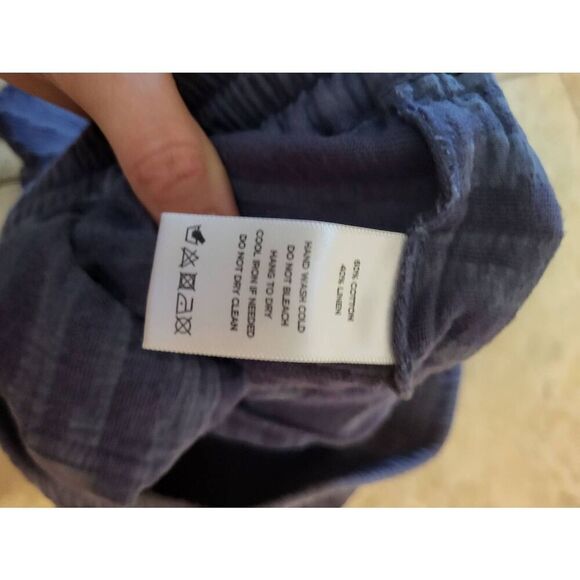 60% COTTON
40% LINEN
HAND WASH COLD
DO NOT BLEACH
HANG TO DRY
COOL IRON IF NEEDED
DO NOT DRY CLEAN